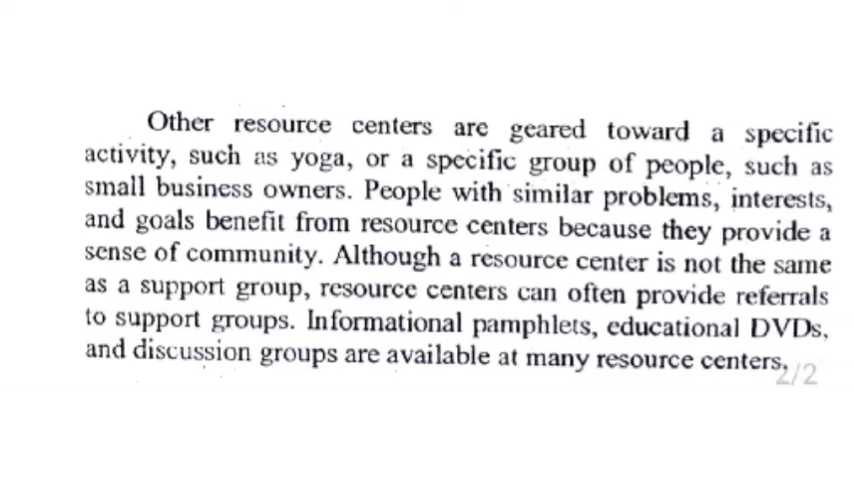 Other resource centers are geared toward a specific
activity, such as yoga, or a specific group of people, such as
small business owners. People with similar problems, interests,
and goals benefit from resource centers because they provide a
sense of community. Although a resource center is not the same
as a support group, resource centers can often provide referrals
to support groups. Informational pamphlets, educational DVDs,
and discussion groups are available at many resource centers.
2/2